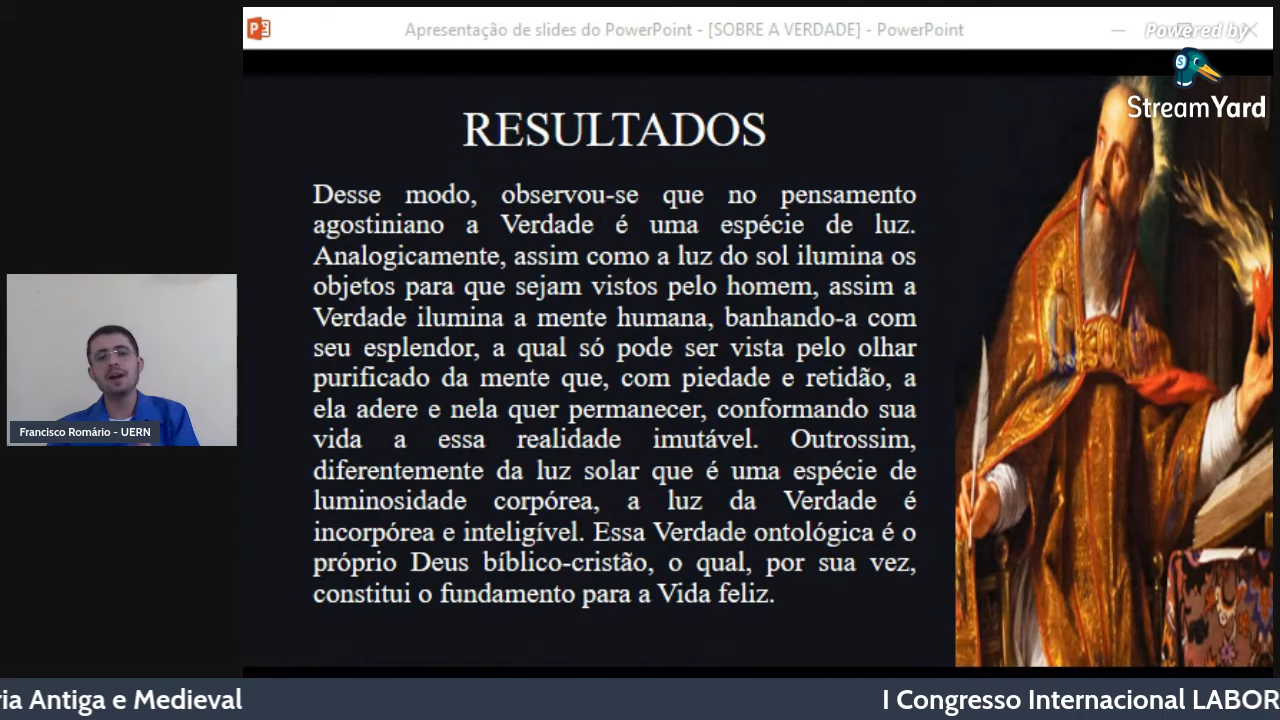 Apresentação de slides do PowerPoint - [SOBRE A VERDADE] - PowerPoint
Powered by
StreamYard
RESULTADOS
Desse modo, observou-se que no pensamento
agostiniano a Verdade é uma espécie de luz.
Analogicamente, assim como a luz do sol ilumina os
objetos para que sejam vistos pelo homem, assim a
Verdade ilumina a mente humana, banhando-a com
seu esplendor, a qual só pode ser vista pelo olhar
purificado da mente que, com piedade e retidão, a
ela adere e nela quer permanecer, conformando sua
vida a essa realidade imutável. Outrossim,
diferentemente da luz solar que é uma espécie de
luminosidade corpórea, a luz da Verdade é
incorpórea e inteligível. Essa Verdade ontológica é o
próprio Deus bíblico-cristão, o qual, por sua vez,
constitui o fundamento para a Vida feliz.
Francisco Romário - UERN
ria Antiga e Medieval
I Congresso Internacional LABOR